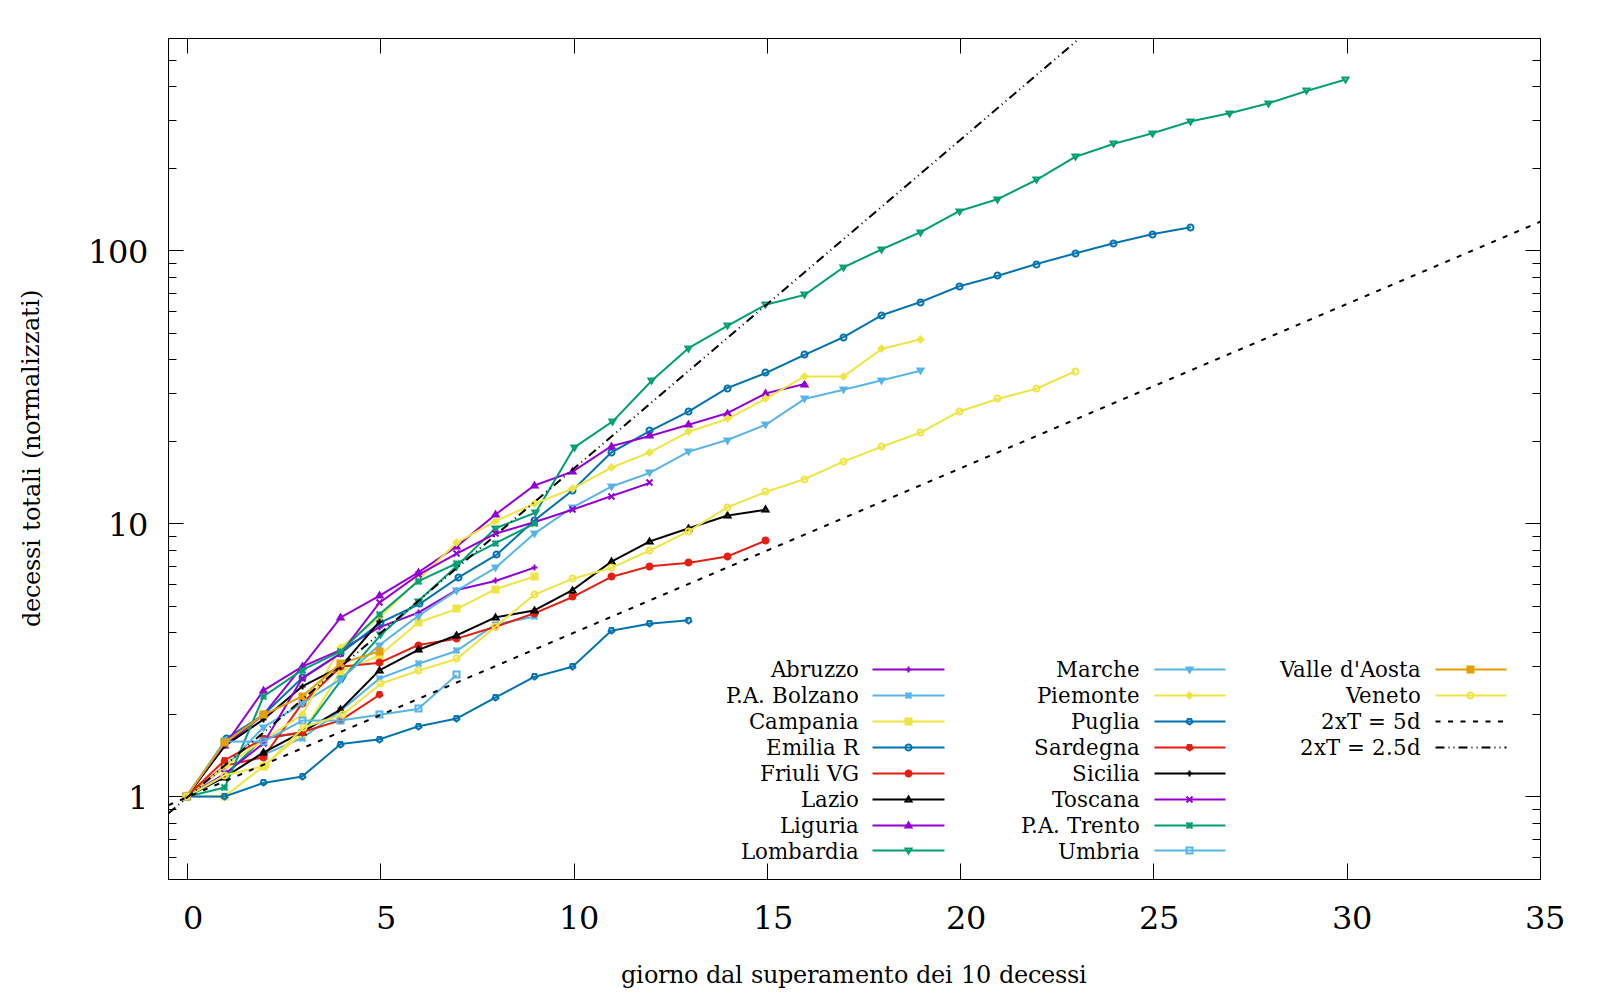 decessi totali (normalizzati)
100
10
1
Abruzzo
P.A. Bolzano
Campania
Emilia R
Friuli VG
Lazio
Liguria
Lombardia
Marche
Piemonte
Puglia
Sardegna
Sicilia
Toscana
P.A. Trento
Umbria
Valle d'Aosta
Veneto
2xT = 5d
2xT = 2.5d
0 5 10 15 20 25 30 35
giorno dal superamento dei 10 decessi